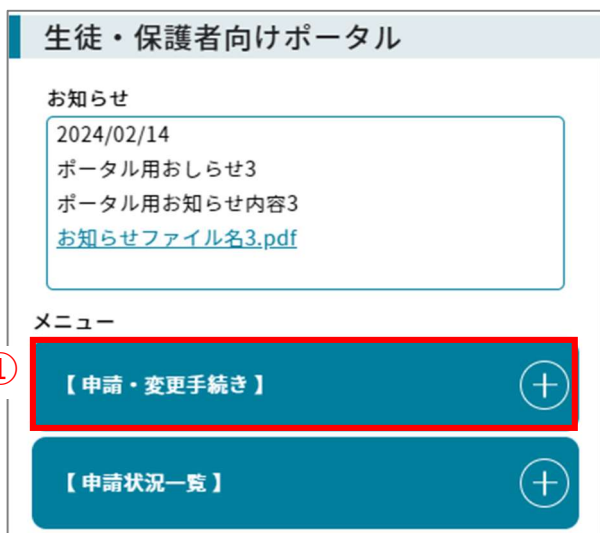 生徒・保護者向けポータル
お知らせ
2024/02/14
ポータル用おしらせ3
ポータル用お知らせ内容3
お知らせファイル名3.pdf
メニュー
①
【 申請・変更手続き 】
【 申請状況一覧 】